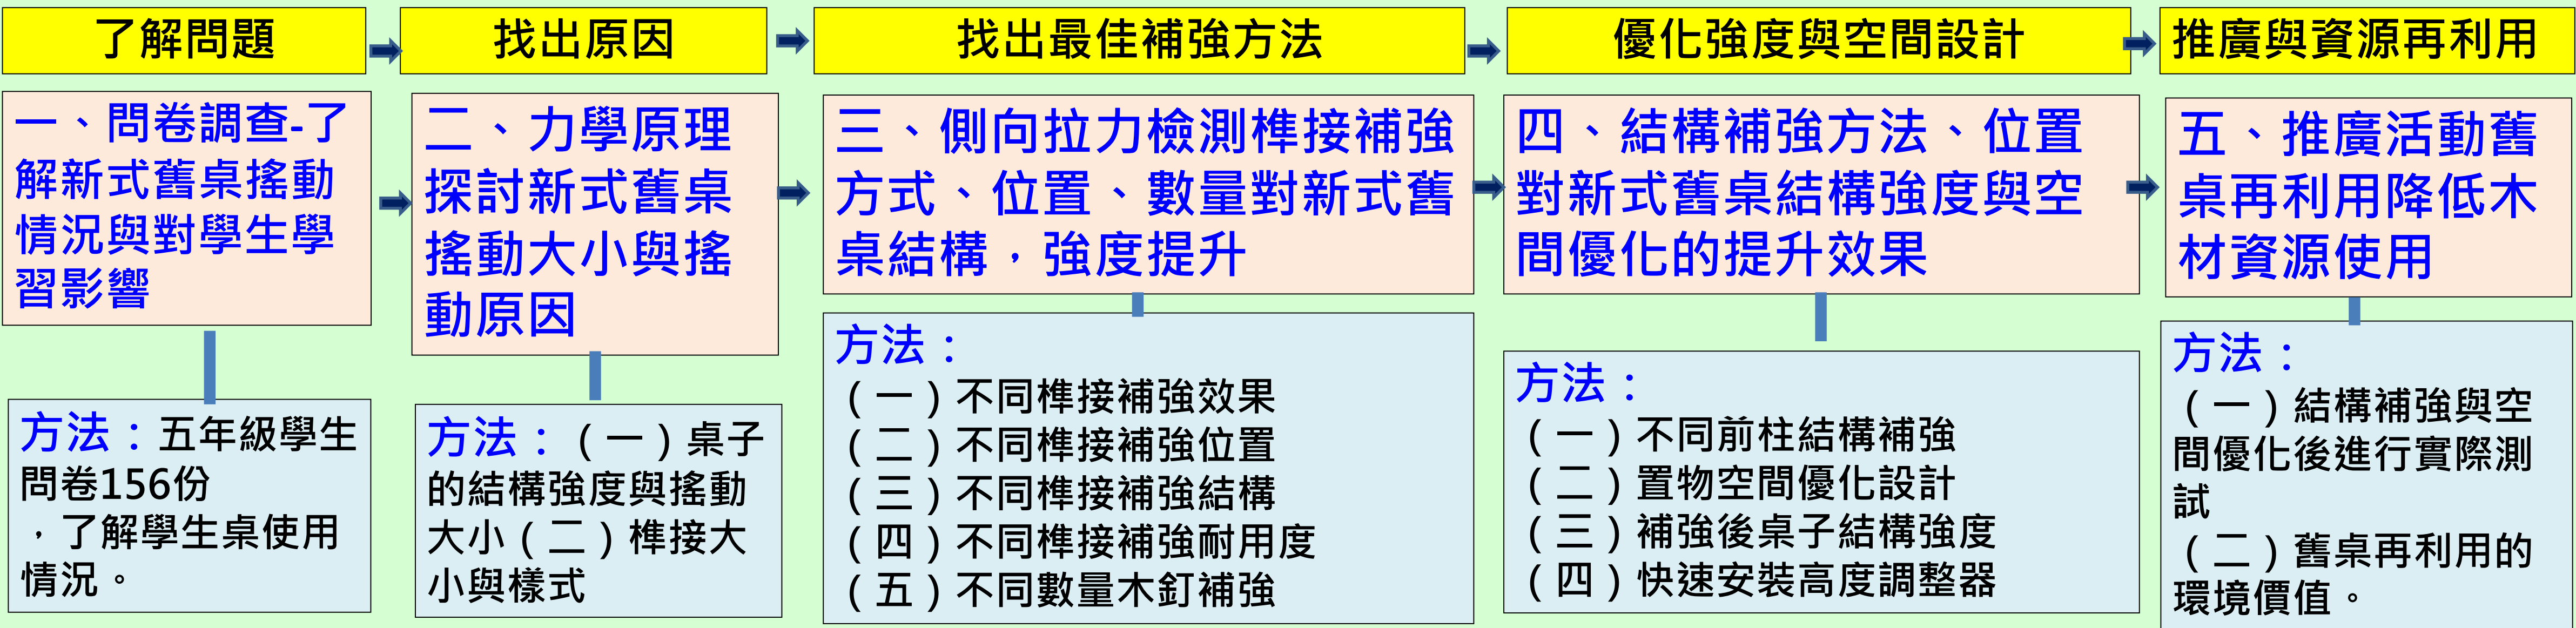 了解問題
找出原因
找出最佳補強方法
優化強度與空間設計
推廣與資源再利用
一、問卷調查-了
解新式舊桌搖動
情況與對學生學
習影響
二、力學原理
探討新式舊桌
搖動大小與搖
動原因
三、側向拉力檢測榫接補強
方式、位置、數量對新式舊
桌結構，強度提升
四、結構補強方法、位置
對新式舊桌結構強度與空
間優化的提升效果
五、推廣活動舊
桌再利用降低木
材資源使用
方法：五年級學生
問卷156份
，了解學生桌使用
情況。
方法：（一）桌子
的結構強度與搖動
大小（二）榫接大
小與樣式
方法：
（一）不同榫接補強效果
（二）不同榫接補強位置
（三）不同榫接補強結構
（四）不同榫接補強耐用度
（五）不同數量木釘補強
方法：
（一）不同前柱結構補強
（二）置物空間優化設計
（三）補強後桌子結構強度
（四）快速安裝高度調整器
方法：
（一）結構補強與空
間優化後進行實際測
試
（二）舊桌再利用的
環境價值。